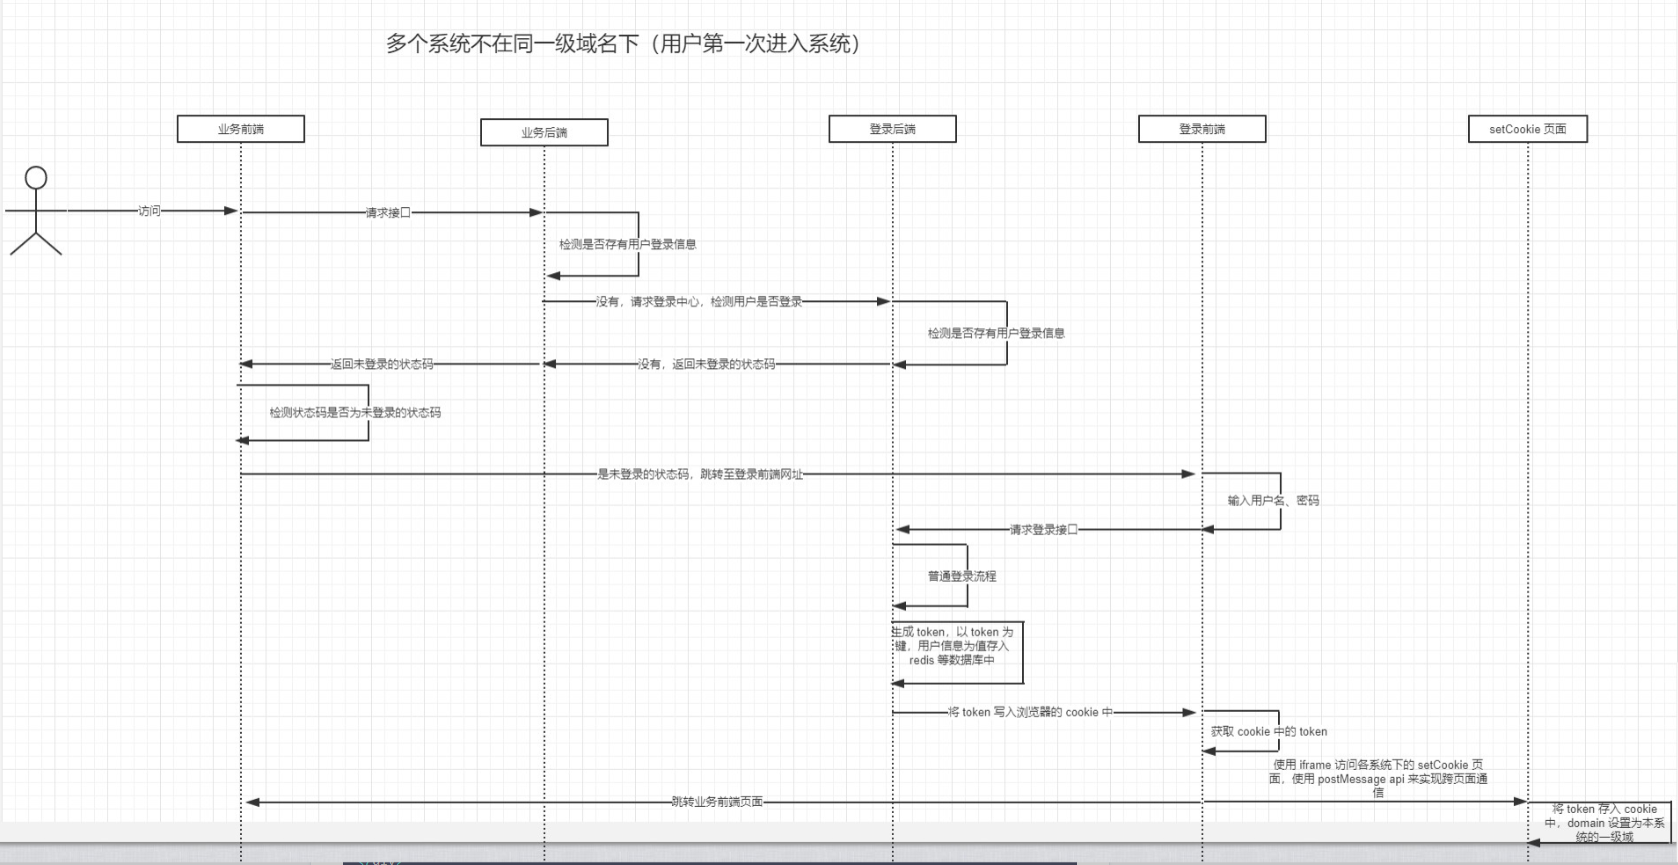 多个系统不在同一级域名下（用户第一次进入系统）
业务前端
业务后端
登录后端
登录前端
setCookie 页面
访问
请求接口
检测是否存有用户登录信息
没有，请求登录中心，检测用户是否登录
检测是否存有用户登录信息
返回未登录的状态码
没有，返回未登录的状态码
检测状态码是否为未登录的状态码
是未登录的状态码，跳转至登录前端网址
输入用户名、密码
请求登录接口
普通登录流程
生成 token，以 token 为
键，用户信息为值存入
redis 等数据库中
将 token 写入浏览器的 cookie 中
获取 cookie 中的 token
使用 iframe 访问各系统下的 setCookie 页
面，使用 postMessage api 来实现跨页面通
信
跳转业务前端页面
将 token 存入 cookie
中，domain 设置为本系
统的一级域